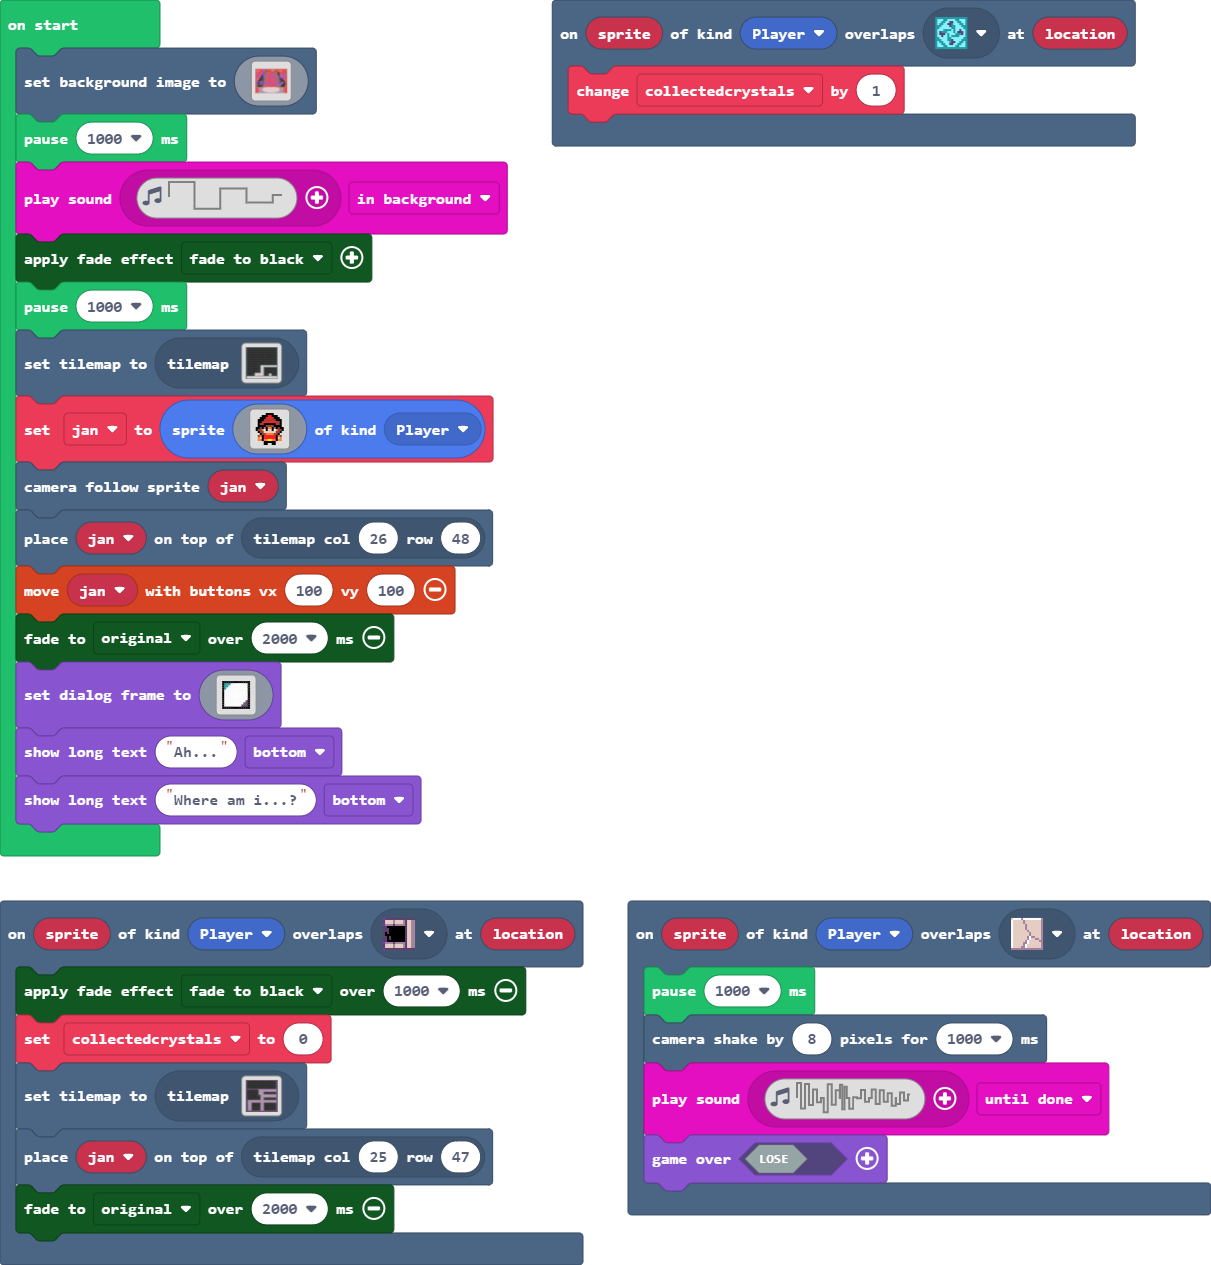 on start
set background image to
pause 1000 ms
play sound in background
apply fade effect fade to black
pause 1000 ms
set tilemap to tilemap
set jan to sprite of kind Player
camera follow sprite jan
place jan on top of tilemap col 26 row 48
move jan with buttons vx 100 vy 100
fade to original over 2000 ms
set dialog frame to
show long text "Ah..." bottom
show long text "Where am i...?" bottom
on sprite of kind Player overlaps at location
change collectedcrystals by 1
on sprite of kind Player overlaps at location
apply fade effect fade to black over 1000 ms
set collectedcrystals to 0
set tilemap to tilemap
place jan on top of tilemap col 25 row 47
fade to original over 2000 ms
on sprite of kind Player overlaps at location
pause 1000 ms
camera shake by 8 pixels for 1000 ms
play sound until done
game over LOSE